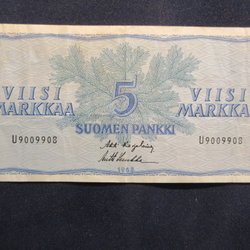 VIISI MARKKAA
5
VIISI MARKKAA
SUOMEN PANKKI
U9009908
U9009908
1963